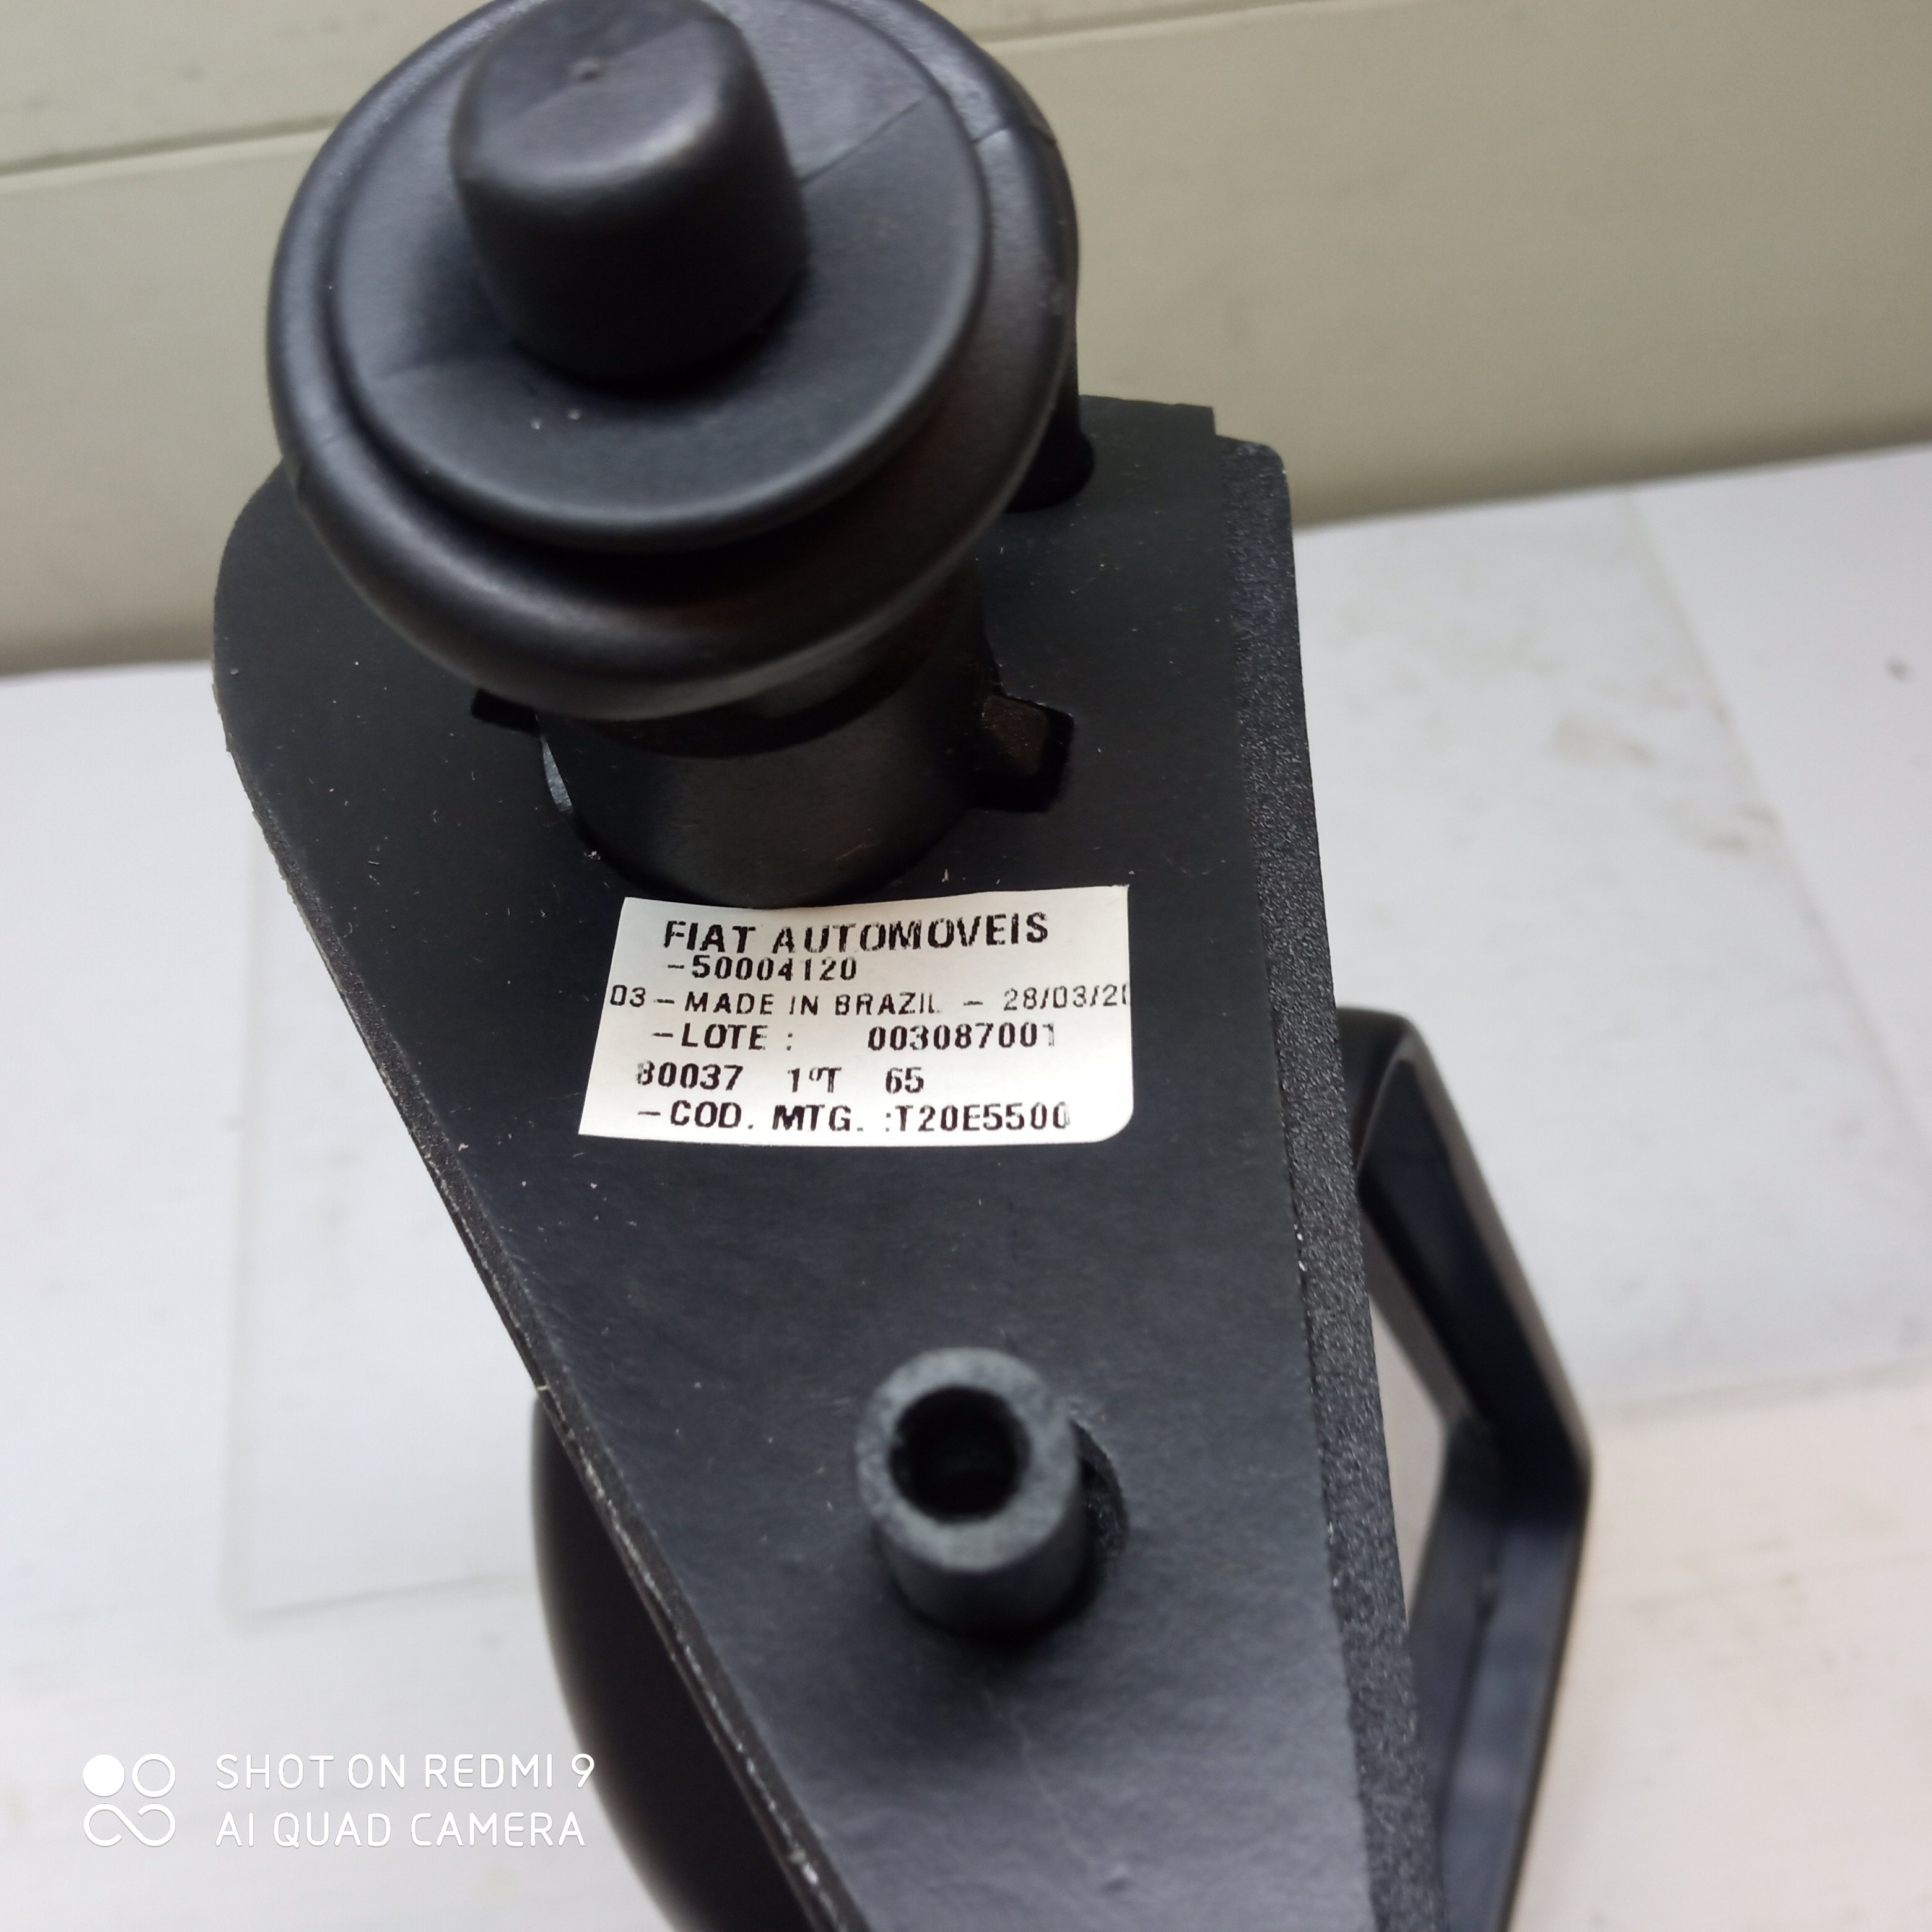 FIAT AUTOMOVEIS
-50004120
03 - MADE IN BRAZIL - 28/03/20
-LOTE : 003087001
80037 1ºT 65
-COD. MTG. :T20E5500
SHOT ON REDMI 9
AI QUAD CAMERA